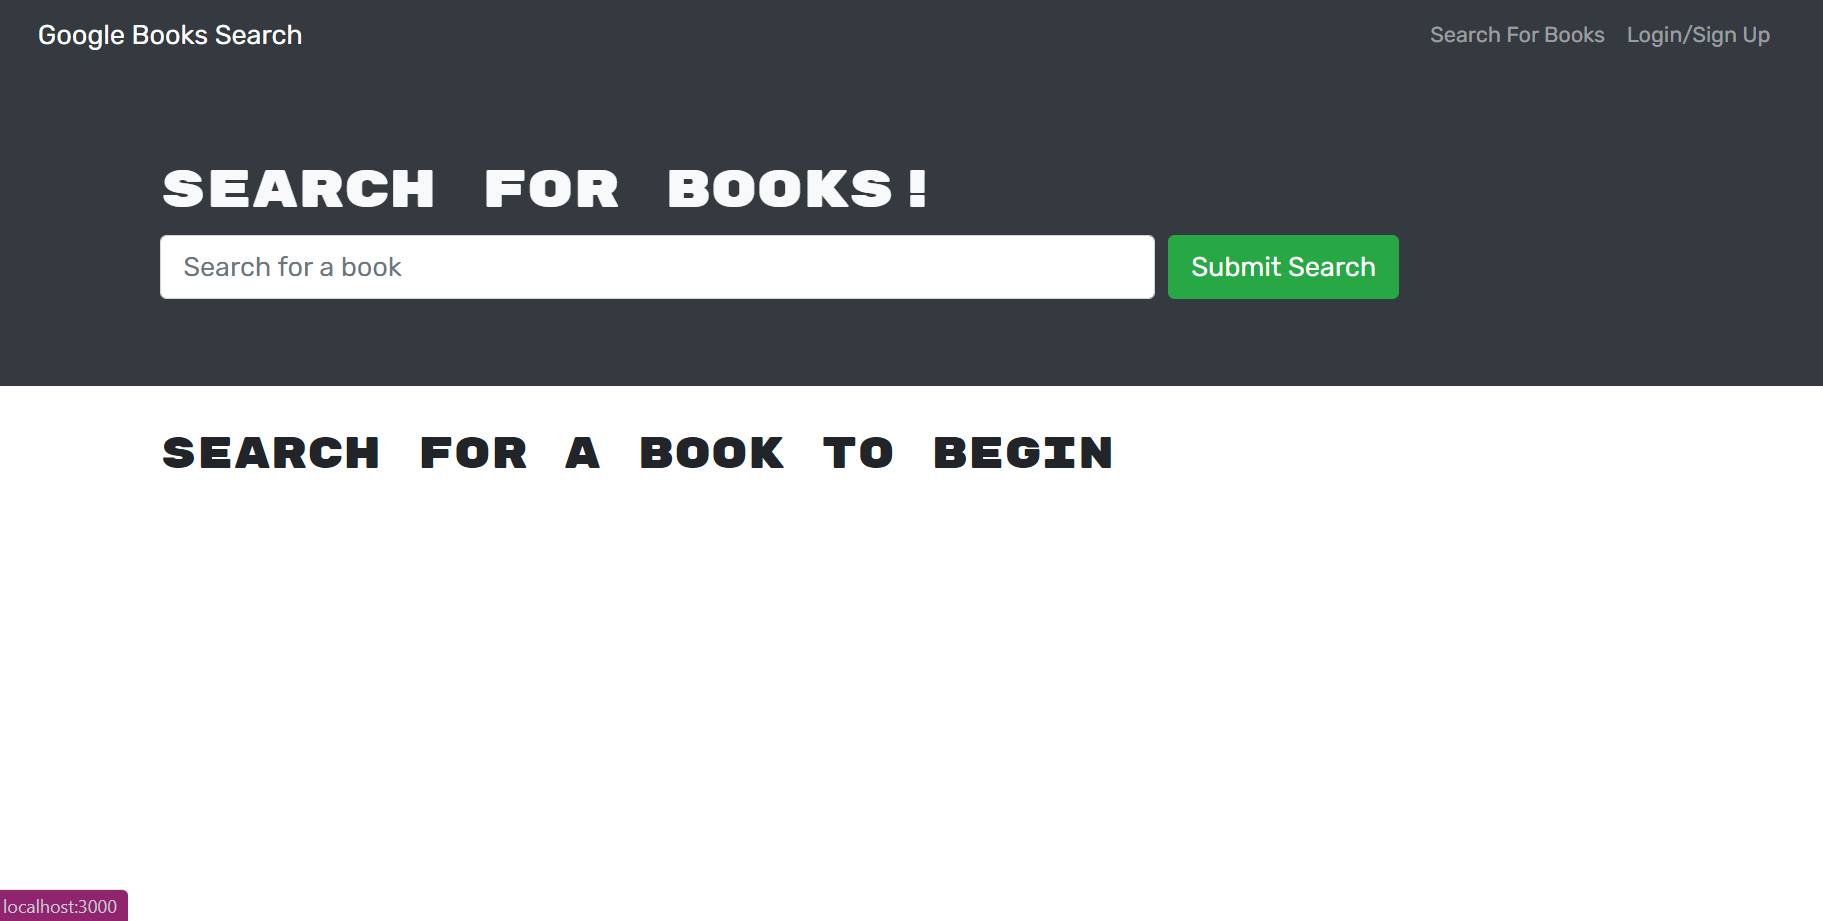 Google Books Search
Search For Books
Login/Sign Up
SEARCH FOR BOOKS!
Search for a book
Submit Search
SEARCH FOR A BOOK TO BEGIN
localhost:3000